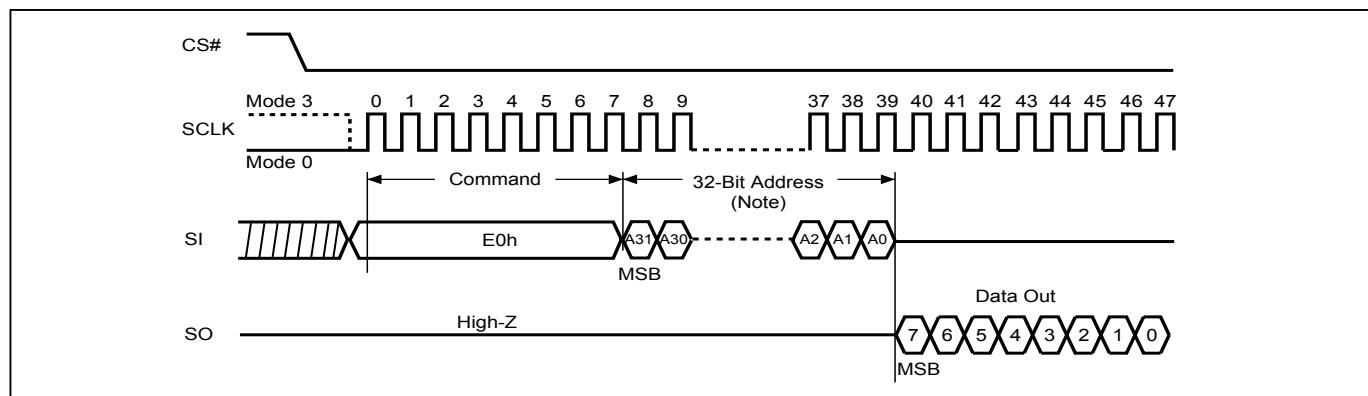 CS#
Mode 3 0 1 2 3 4 5 6 7 8 9 37 38 39 40 41 42 43 44 45 46 47
SCLK
Mode 0
Command 32-Bit Address
(Note)
SI E0h A31 A30 A2 A1 A0
MSB
Data Out
High-Z
SO 7 6 5 4 3 2 1 0
MSB